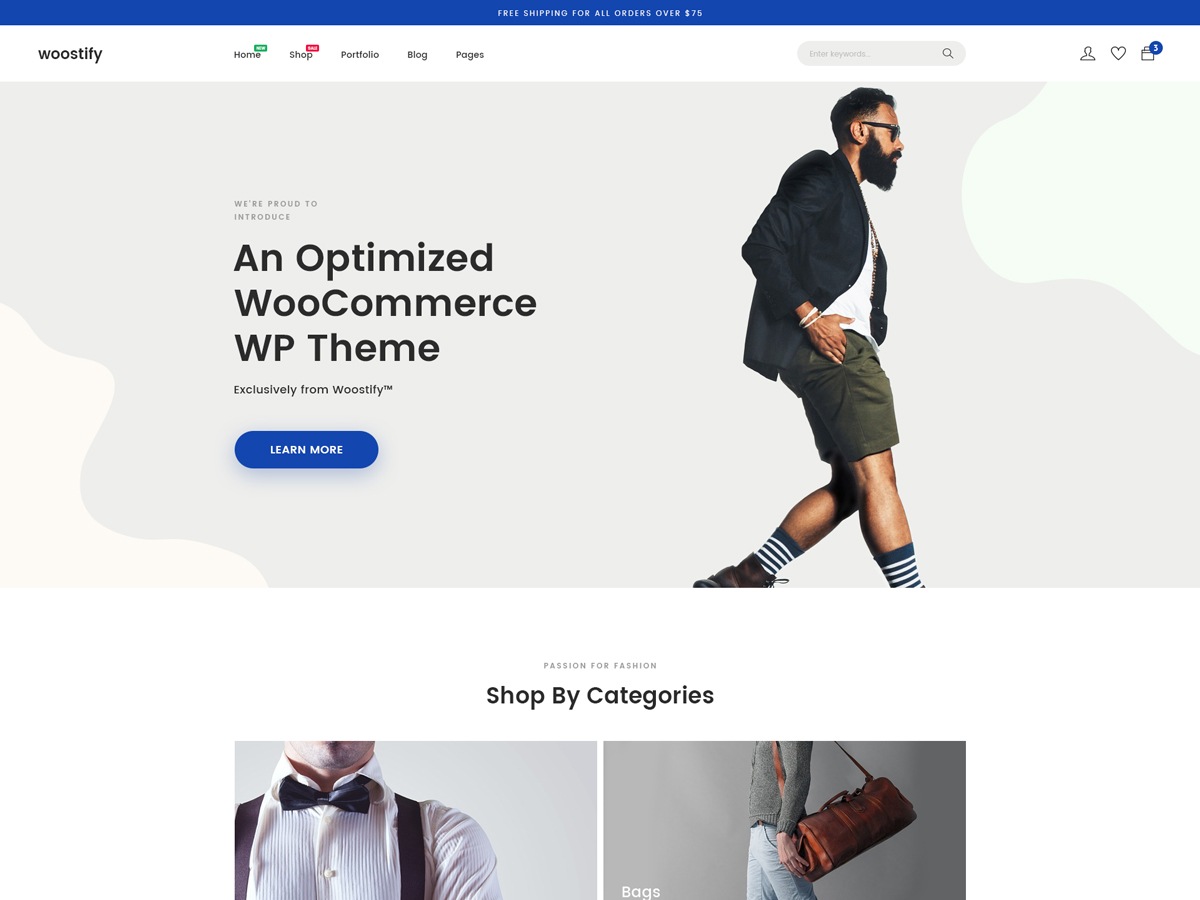 FREE SHIPPING FOR ALL ORDERS OVER $75
woostify
Home
NEW
Shop
SALE
Portfolio
Blog
Pages
Enter keywords...
3
WE'RE PROUD TO
INTRODUCE
An Optimized
WooCommerce
WP Theme
Exclusively from Woostify™
LEARN MORE
PASSION FOR FASHION
Shop By Categories
Bags